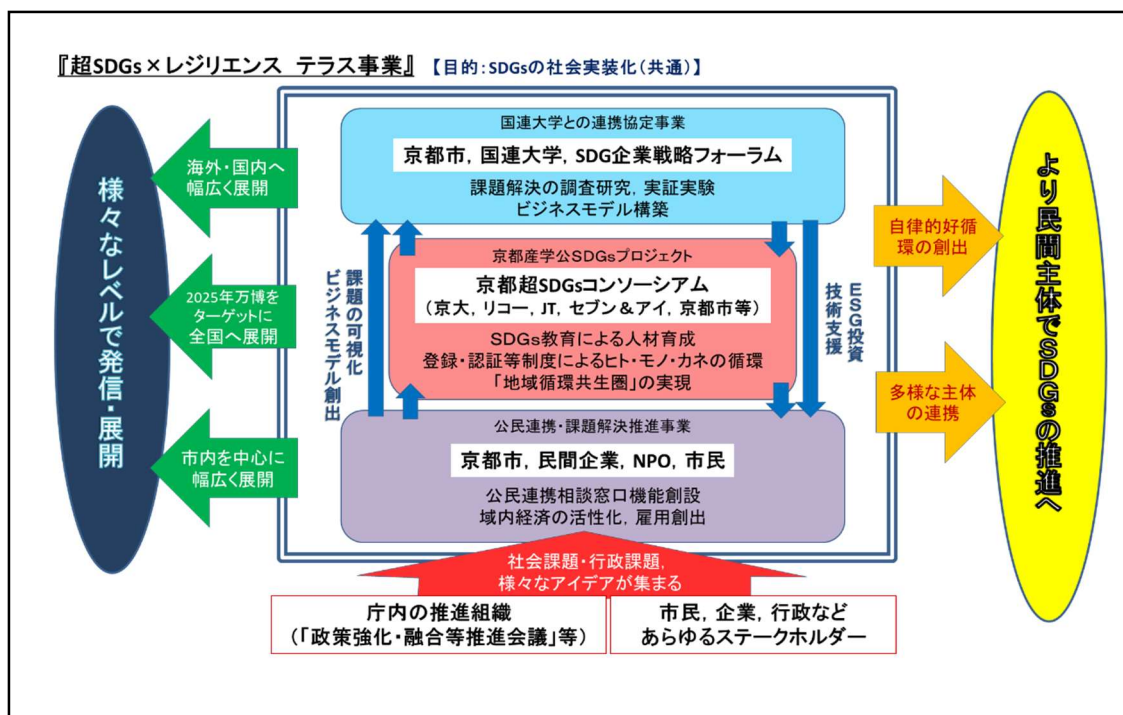 『超SDGs×レジリエンス テラス事業』 【目的:SDGsの社会実装化(共通)】
様々なレベルで発信・展開
海外・国内へ
幅広く展開
2025年万博を
ターゲットに
全国へ展開
市内を中心に
幅広く展開
国連大学との連携協定事業
京都市, 国連大学, SDG企業戦略フォーラム
課題解決の調査研究, 実証実験
ビジネスモデル構築
課題の可視化
ビジネスモデル創出
京都産学公SDGsプロジェクト
京都超SDGsコンソーシアム
(京大, リコー, JT, セブン&アイ, 京都市等)
SDGs教育による人材育成
登録・認証等制度によるヒト・モノ・カネの循環
「地域循環共生圏」の実現
ESG投資
技術支援
公民連携・課題解決推進事業
京都市, 民間企業, NPO, 市民
公民連携相談窓口機能創設
域内経済の活性化, 雇用創出
社会課題・行政課題,
様々なアイデアが集まる
庁内の推進組織
(「政策強化・融合等推進会議」等)
市民, 企業, 行政など
あらゆるステークホルダー
自律的好循
環の創出
多様な主体
の連携
より民間主体でSDGsの推進へ